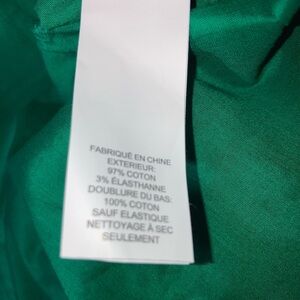 FABRIQUÉ EN CHINE
EXTERIEUR:
97% COTON
3% ÉLASTHANNE
DOUBLURE DU BAS:
100% COTON
SAUF ELASTIQUE
NETTOYAGE À SEC
SEULEMENT